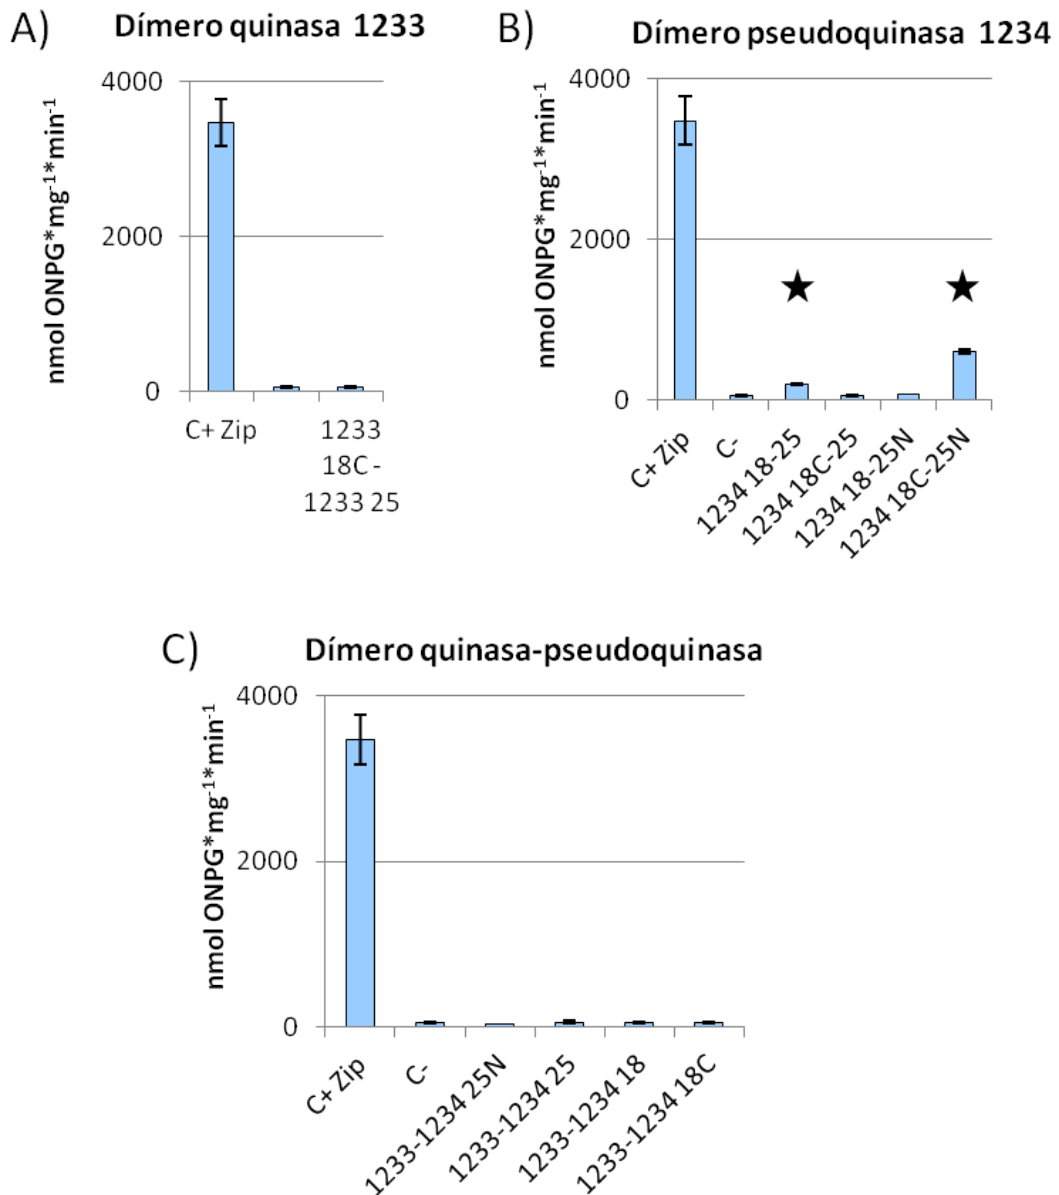 A)
Dímero quinasa 1233
nmol ONPG*mg⁻¹*min⁻¹
4000
2000
0
C+ Zip
1233
18C -
1233 25
B)
Dímero pseudoquinasa 1234
nmol ONPG*mg⁻¹*min⁻¹
4000
2000
0
C+ Zip
C-
1234 18-25
1234 18C-25
1234 18-25N
1234 18C-25N
C)
Dímero quinasa-pseudoquinasa
nmol ONPG*mg⁻¹*min⁻¹
4000
2000
0
C+ Zip
C-
1233-1234 25N
1233-1234 25
1233-1234 18
1233-1234 18C